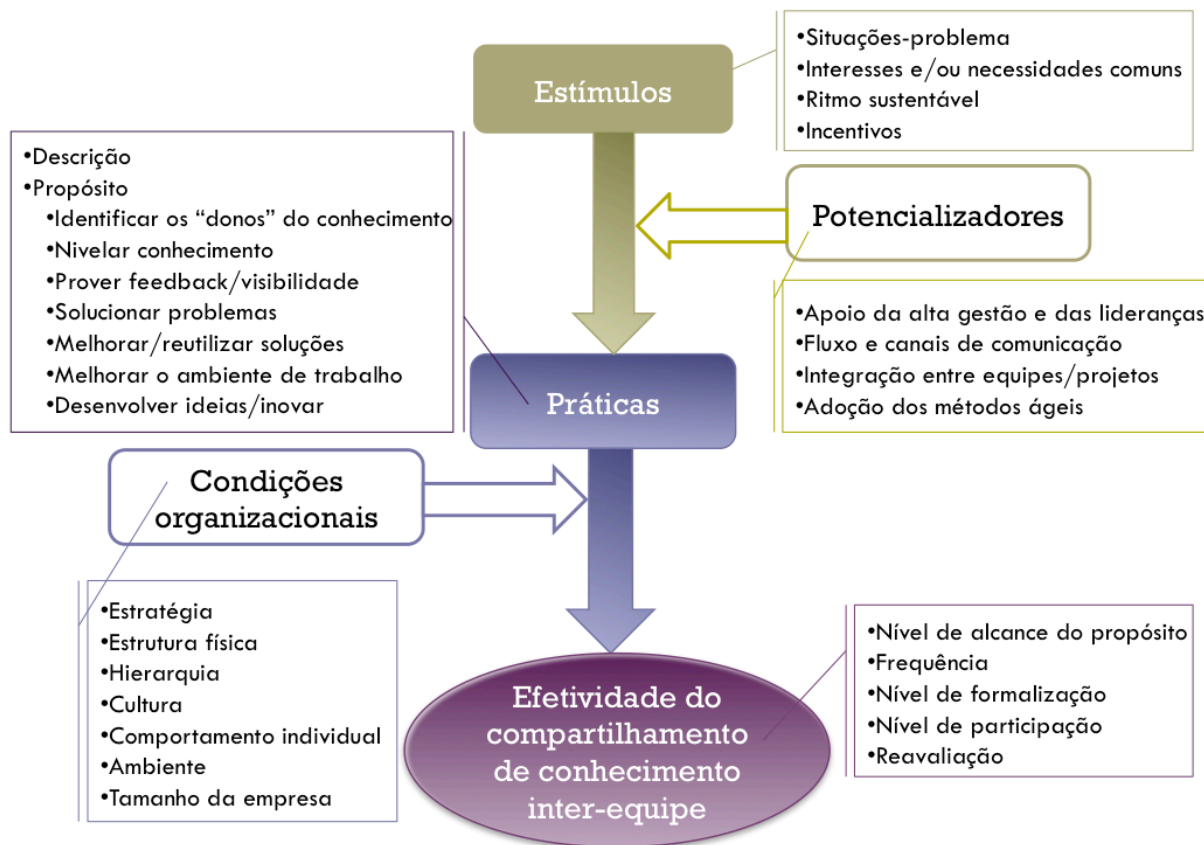 Estímulos
•Situações-problema
•Interesses e/ou necessidades comuns
•Ritmo sustentável
•Incentivos
•Descrição
•Propósito
•Identificar os “donos” do conhecimento
•Nivelar conhecimento
•Prover feedback/visibilidade
•Solucionar problemas
•Melhorar/reutilizar soluções
•Melhorar o ambiente de trabalho
•Desenvolver ideias/inovar
Potencializadores
•Apoio da alta gestão e das lideranças
•Fluxo e canais de comunicação
•Integração entre equipes/projetos
•Adoção dos métodos ágeis
Práticas
Condições
organizacionais
•Estratégia
•Estrutura física
•Hierarquia
•Cultura
•Comportamento individual
•Ambiente
•Tamanho da empresa
Efetividade do
compartilhamento
de conhecimento
inter-equipe
•Nível de alcance do propósito
•Frequência
•Nível de formalização
•Nível de participação
•Reavaliação